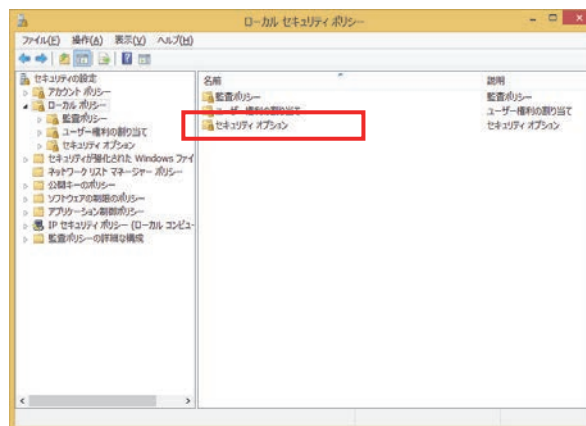 ローカル セキュリティ ポリシー
ファイル(F) 操作(A) 表示(V) ヘルプ(H)
セキュリティの設定
アカウント ポリシー
ローカル ポリシー
監査ポリシー
ユーザー権利の割り当て
セキュリティ オプション
セキュリティが強化された Windows ファイ
ネットワーク リスト マネージャー ポリシー
公開キーのポリシー
ソフトウェアの制限のポリシー
アプリケーション制御ポリシー
IP セキュリティ ポリシー (ローカル コンピュー
監査ポリシーの詳細な構成
名前 説明
監査ポリシー 監査ポリシー
ユーザー権利の割り当て ユーザー権利の割り当て
セキュリティ オプション セキュリティ オプション